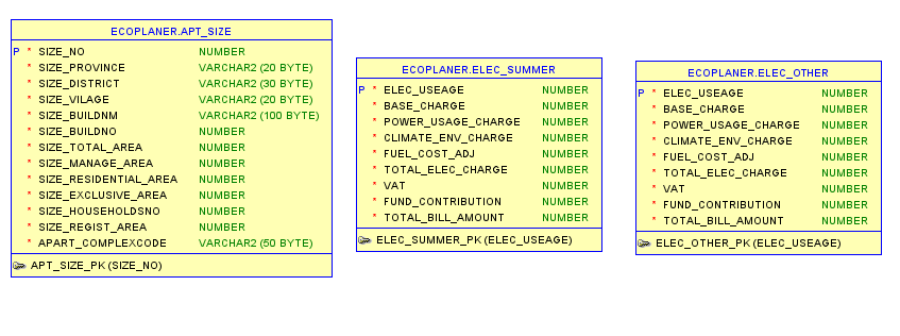 ECOPLANER.APT_SIZE
P * SIZE_NO NUMBER
* SIZE_PROVINCE VARCHAR2 (20 BYTE)
* SIZE_DISTRICT VARCHAR2 (30 BYTE)
* SIZE_VILAGE VARCHAR2 (20 BYTE)
* SIZE_BUILDNM VARCHAR2 (100 BYTE)
* SIZE_BUILDNO NUMBER
* SIZE_TOTAL_AREA NUMBER
* SIZE_MANAGE_AREA NUMBER
* SIZE_RESIDENTIAL_AREA NUMBER
* SIZE_EXCLUSIVE_AREA NUMBER
* SIZE_HOUSEHOLDSNO NUMBER
* SIZE_REGIST_AREA NUMBER
* APART_COMPLEXCODE VARCHAR2 (50 BYTE)
APT_SIZE_PK (SIZE_NO)
ECOPLANER.ELEC_SUMMER
P * ELEC_USEAGE NUMBER
* BASE_CHARGE NUMBER
* POWER_USAGE_CHARGE NUMBER
* CLIMATE_ENV_CHARGE NUMBER
* FUEL_COST_ADJ NUMBER
* TOTAL_ELEC_CHARGE NUMBER
* VAT NUMBER
* FUND_CONTRIBUTION NUMBER
* TOTAL_BILL_AMOUNT NUMBER
ELEC_SUMMER_PK (ELEC_USEAGE)
ECOPLANER.ELEC_OTHER
P * ELEC_USEAGE NUMBER
* BASE_CHARGE NUMBER
* POWER_USAGE_CHARGE NUMBER
* CLIMATE_ENV_CHARGE NUMBER
* FUEL_COST_ADJ NUMBER
* TOTAL_ELEC_CHARGE NUMBER
* VAT NUMBER
* FUND_CONTRIBUTION NUMBER
* TOTAL_BILL_AMOUNT NUMBER
ELEC_OTHER_PK (ELEC_USEAGE)